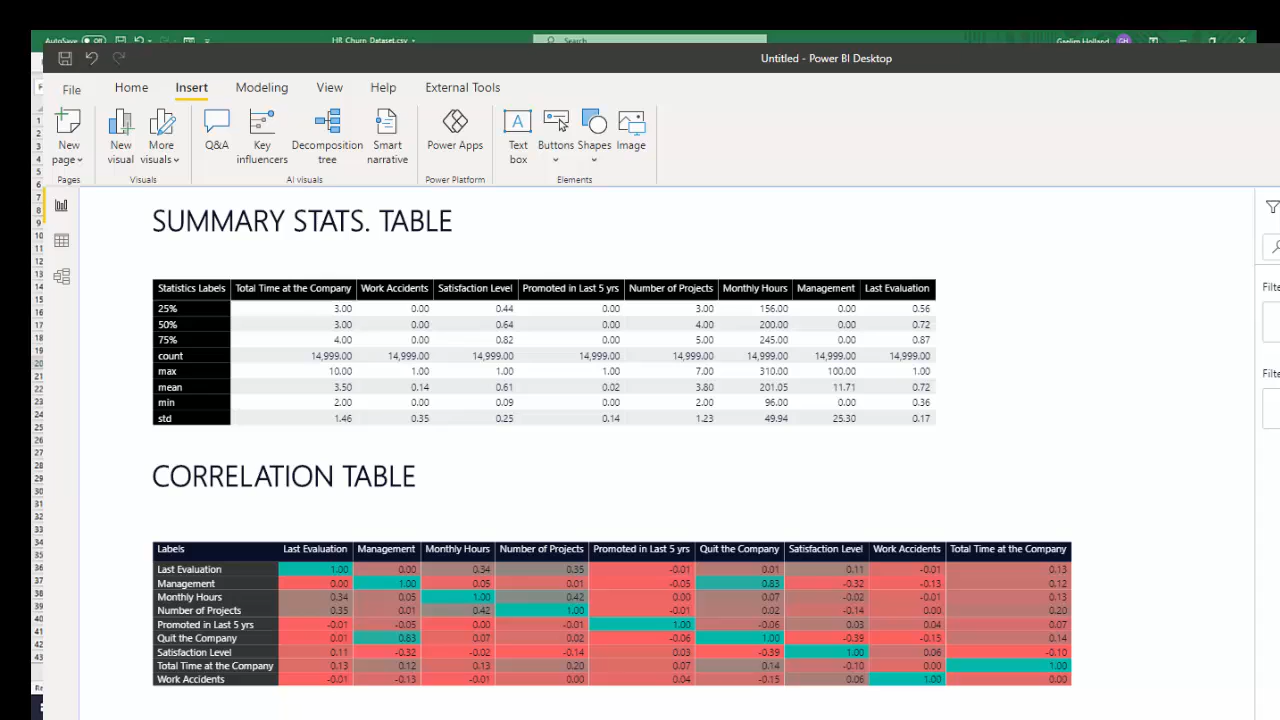 AutoSave Off HR Churn_Dataset.csv Search Gaelim Holland GH
Untitled - Power BI Desktop
File Home Insert Modeling View Help External Tools
New page New visual More visuals Q&A Key influencers Decomposition tree Smart narrative Power Apps Text box Buttons Shapes Image
Pages Visuals AI visuals Power Platform Elements
SUMMARY STATS. TABLE
Statistics Labels Total Time at the Company Work Accidents Satisfaction Level Promoted in Last 5 yrs Number of Projects Monthly Hours Management Last Evaluation
25% 3.00 0.00 0.44 0.00 3.00 156.00 0.00 0.56
50% 3.00 0.00 0.64 0.00 4.00 200.00 0.00 0.72
75% 4.00 0.00 0.82 0.00 5.00 245.00 0.00 0.87
count 14,999.00 14,999.00 14,999.00 14,999.00 14,999.00 14,999.00 14,999.00 14,999.00
max 10.00 1.00 1.00 1.00 7.00 310.00 100.00 1.00
mean 3.50 0.14 0.61 0.02 3.80 201.05 11.71 0.72
min 2.00 0.00 0.09 0.00 2.00 96.00 0.00 0.36
std 1.46 0.35 0.25 0.14 1.23 49.94 25.30 0.17
CORRELATION TABLE
Labels Last Evaluation Management Monthly Hours Number of Projects Promoted in Last 5 yrs Quit the Company Satisfaction Level Work Accidents Total Time at the Company
Last Evaluation 1.00 0.00 0.34 0.35 -0.01 0.01 0.11 -0.01 0.13
Management 0.00 1.00 0.05 0.01 -0.05 0.83 -0.32 -0.13 0.12
Monthly Hours 0.34 0.05 1.00 0.42 0.00 0.07 -0.02 -0.01 0.13
Number of Projects 0.35 0.01 0.42 1.00 -0.01 0.02 -0.14 0.00 0.20
Promoted in Last 5 yrs -0.01 -0.05 0.00 -0.01 1.00 -0.06 0.03 0.04 0.07
Quit the Company 0.01 0.83 0.07 0.02 -0.06 1.00 -0.39 -0.15 0.14
Satisfaction Level 0.11 -0.32 -0.02 -0.14 0.03 -0.39 1.00 0.06 -0.10
Total Time at the Company 0.13 0.12 0.13 0.20 0.07 0.14 -0.10 0.00 1.00
Work Accidents -0.01 -0.13 -0.01 0.00 0.04 -0.15 0.06 1.00 0.00